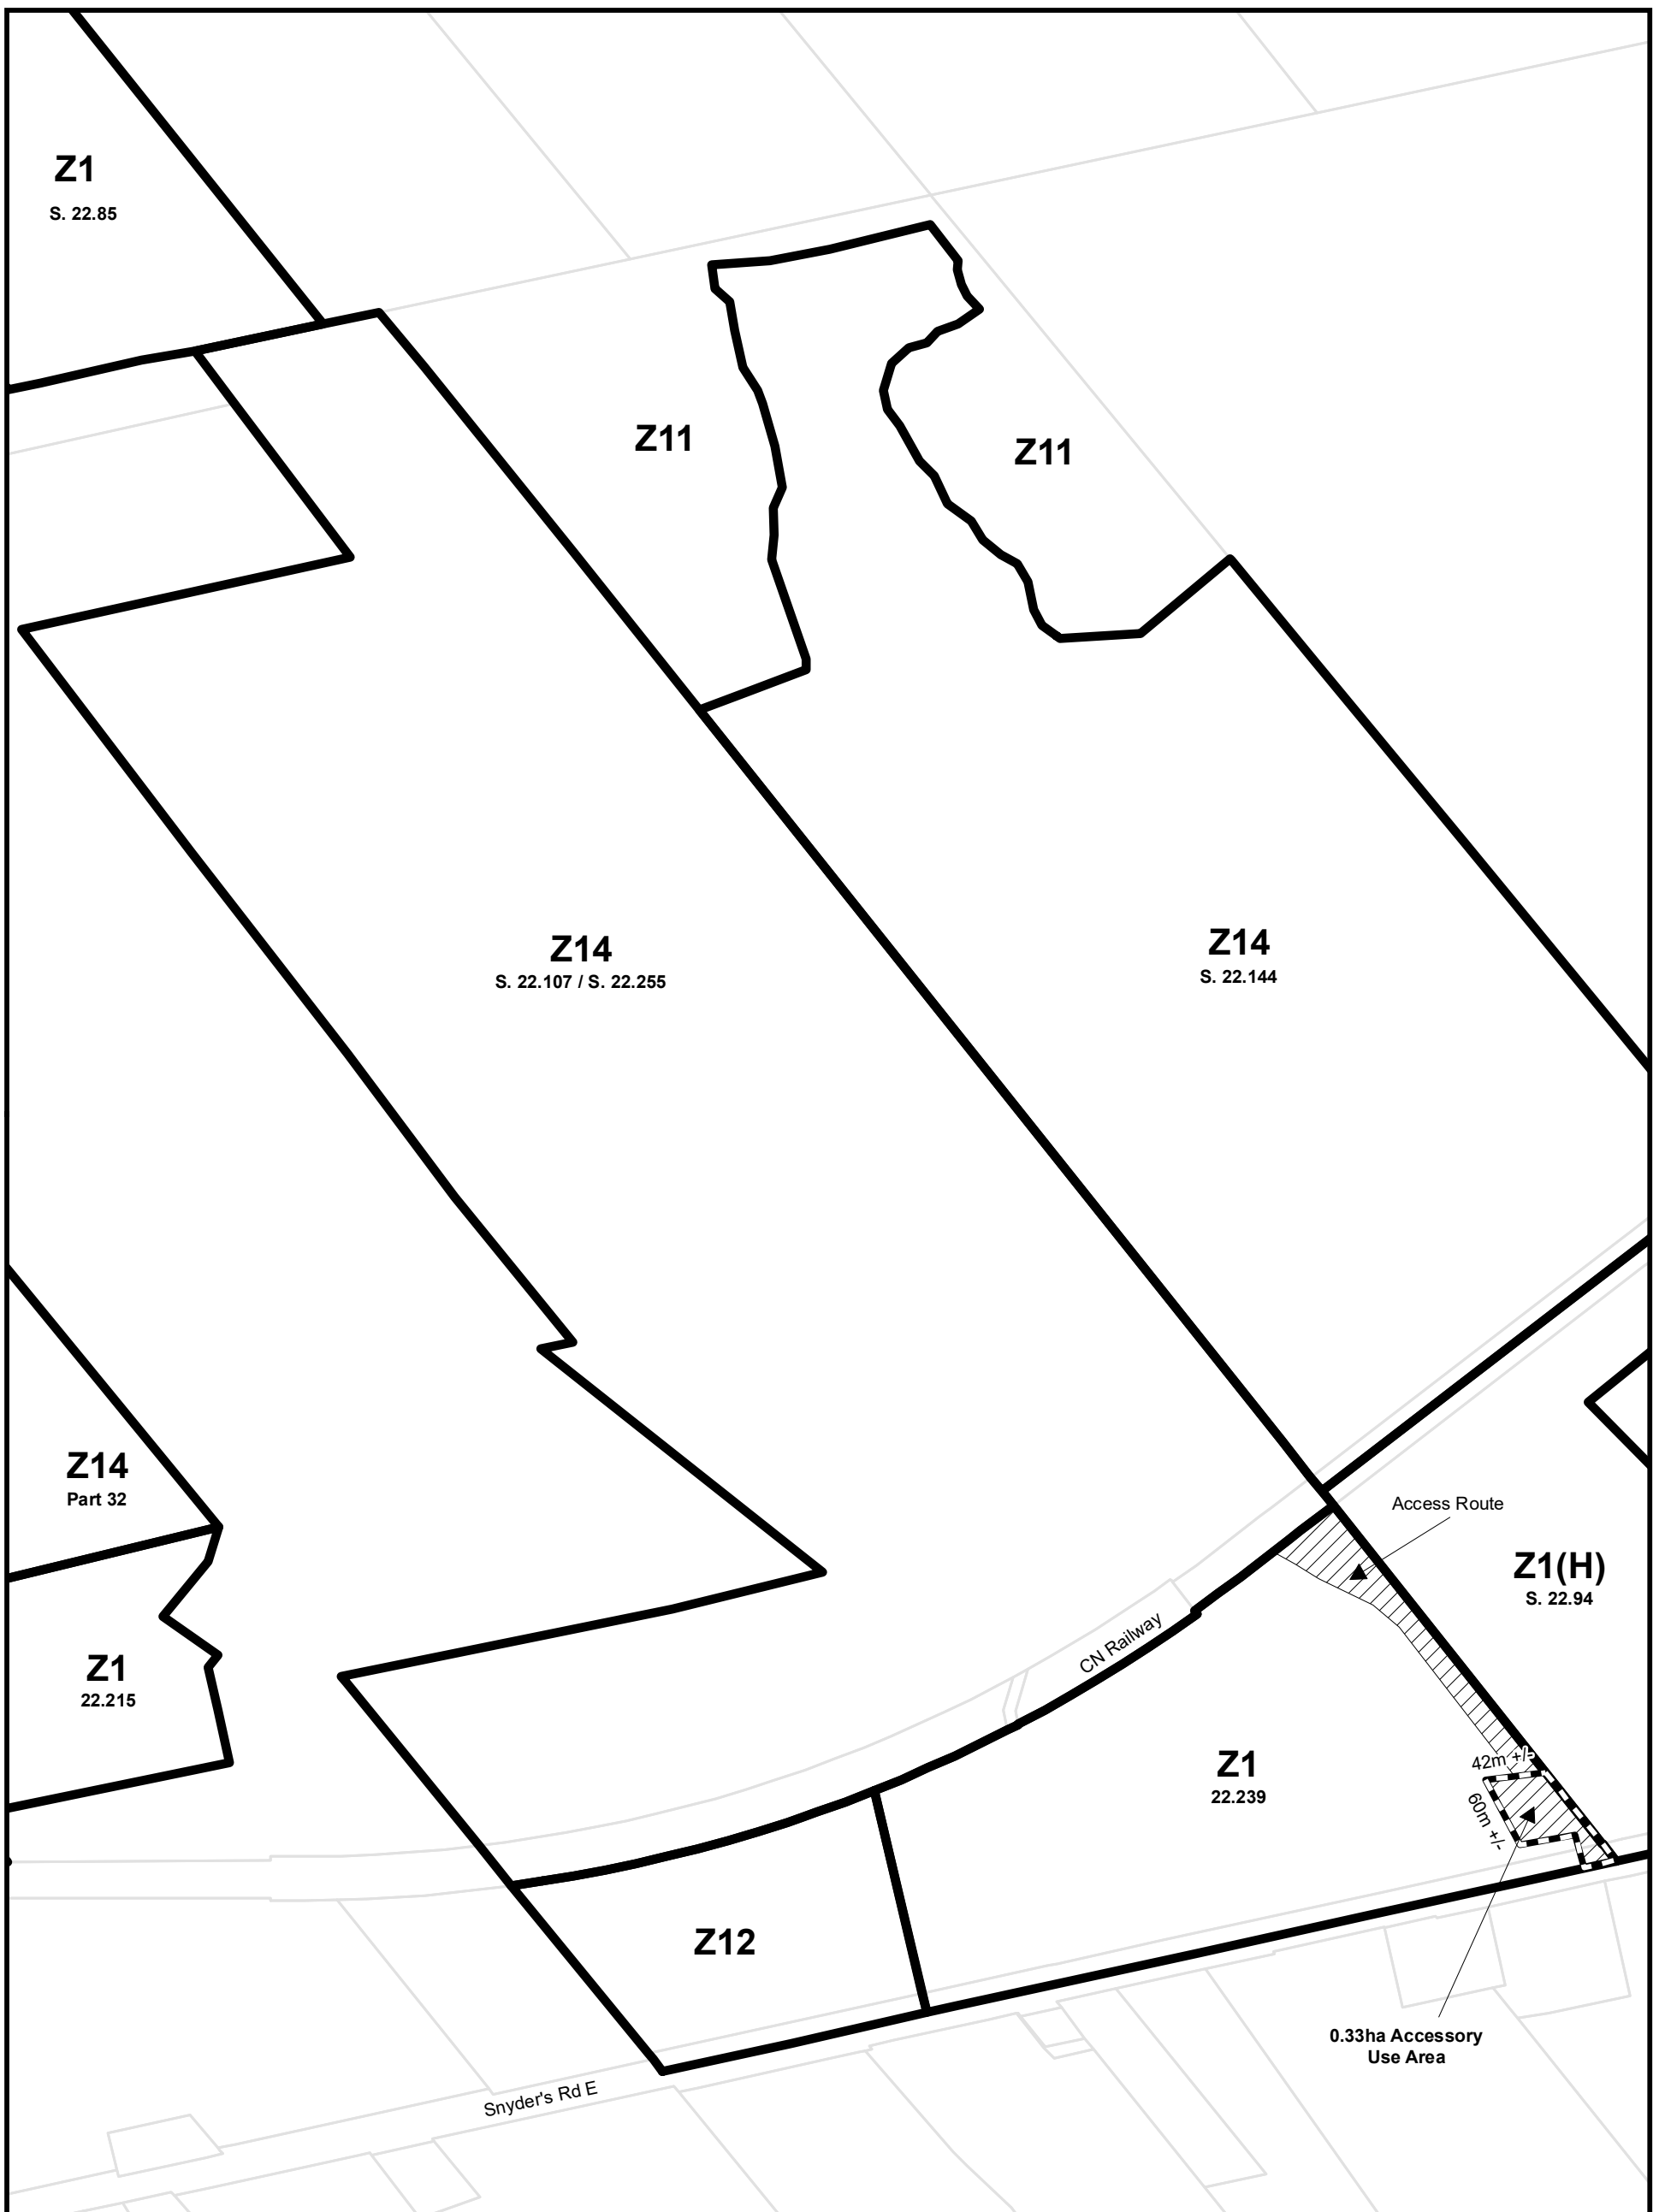 Z1
S. 22.85
Z11
Z11
Z14
S. 22.107 / S. 22.255
Z14
S. 22.144
Z14
Part 32
Access Route
Z1(H)
S. 22.94
CN Railway
Z1
22.215
Z1
22.239
42m +/-
60m +/-
Z12
0.33ha Accessory
Use Area
Snyder's Rd E